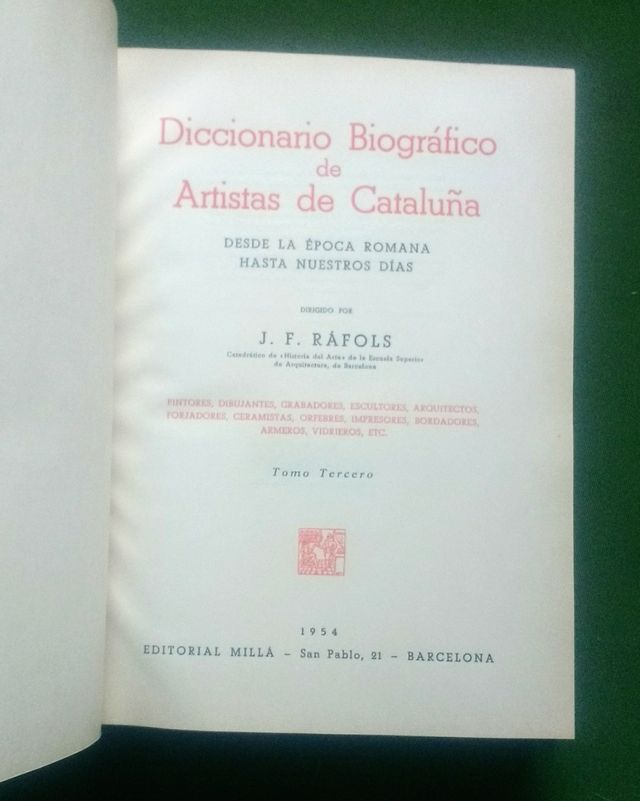 Diccionario Biográfico
de
Artistas de Cataluña
DESDE LA ÉPOCA ROMANA
HASTA NUESTROS DÍAS
DIRIGIDO POR
J. F. RÁFOLS
Catedrático de «Historia del Arte» de la Escuela Superior
de Arquitectura, de Barcelona
PINTORES, DIBUJANTES, GRABADORES, ESCULTORES, ARQUITECTOS,
FORJADORES, CERAMISTAS, ORFEBRES, IMPRESORES, BORDADORES,
ARMEROS, VIDRIEROS, ETC.
Tomo Tercero
1954
EDITORIAL MILLÁ – San Pablo, 21 – BARCELONA